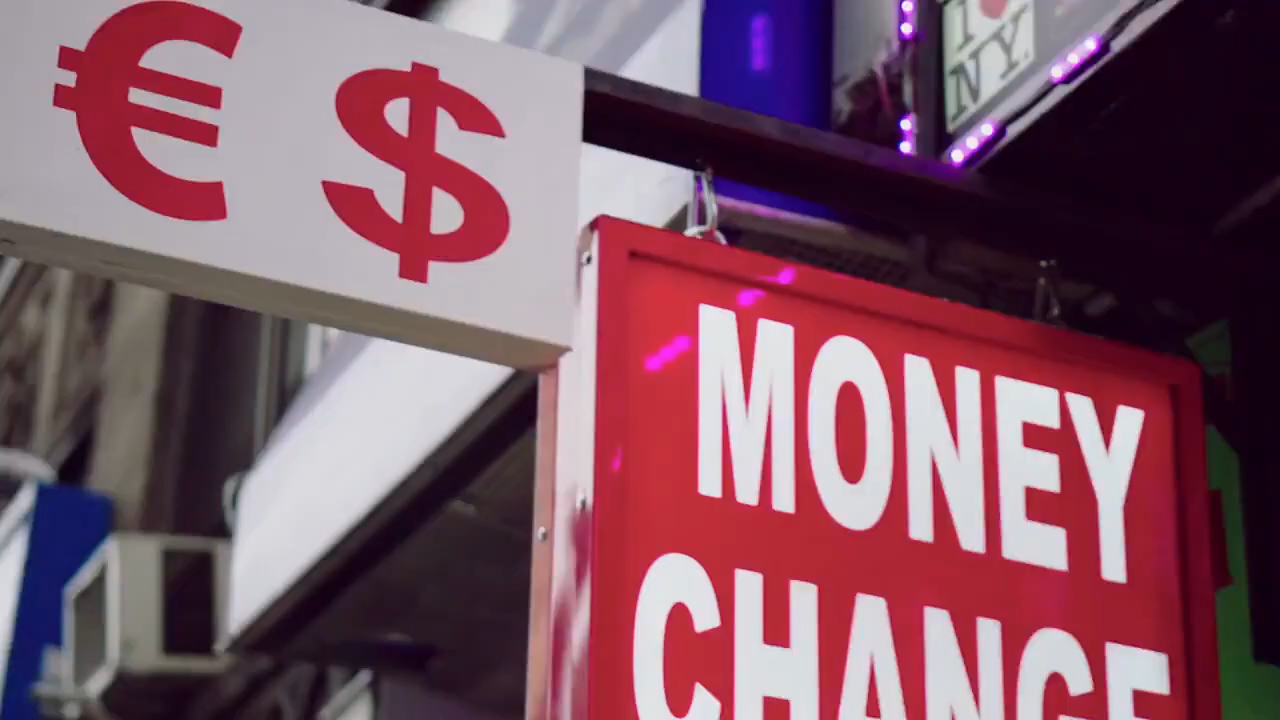 € $
I ❤
NY.
MONEY
CHANGE